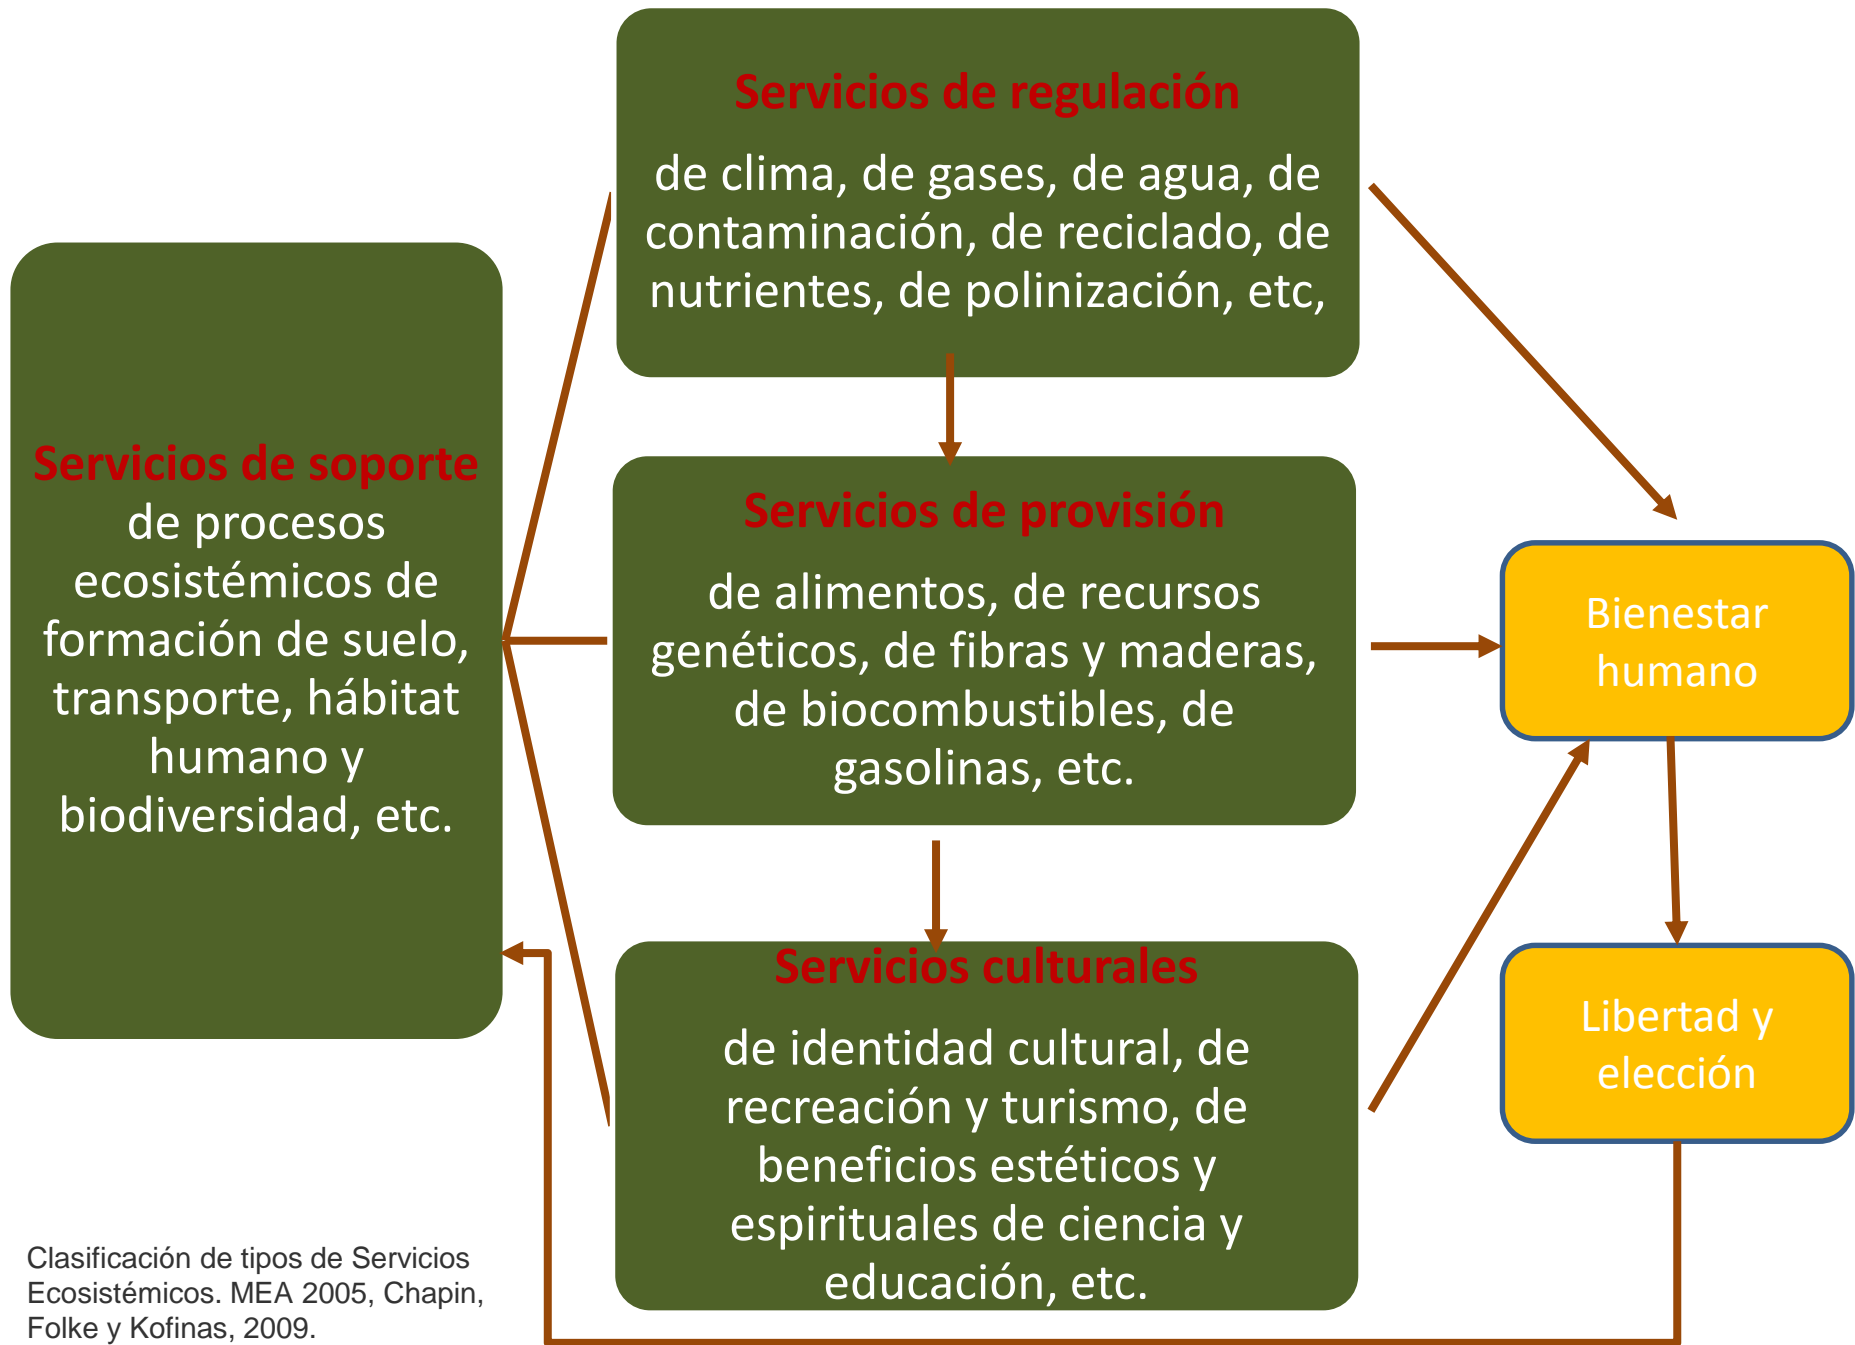 Servicios de regulación
de clima, de gases, de agua, de
contaminación, de reciclado, de
nutrientes, de polinización, etc,
Servicios de soporte
de procesos
ecosistémicos de
formación de suelo,
transporte, hábitat
humano y
biodiversidad, etc.
Servicios de provisión
de alimentos, de recursos
genéticos, de fibras y maderas,
de biocombustibles, de
gasolinas, etc.
Bienestar
humano
Servicios culturales
de identidad cultural, de
recreación y turismo, de
beneficios estéticos y
espirituales de ciencia y
educación, etc.
Libertad y
elección
Clasificación de tipos de Servicios
Ecosistémicos. MEA 2005, Chapin,
Folke y Kofinas, 2009.